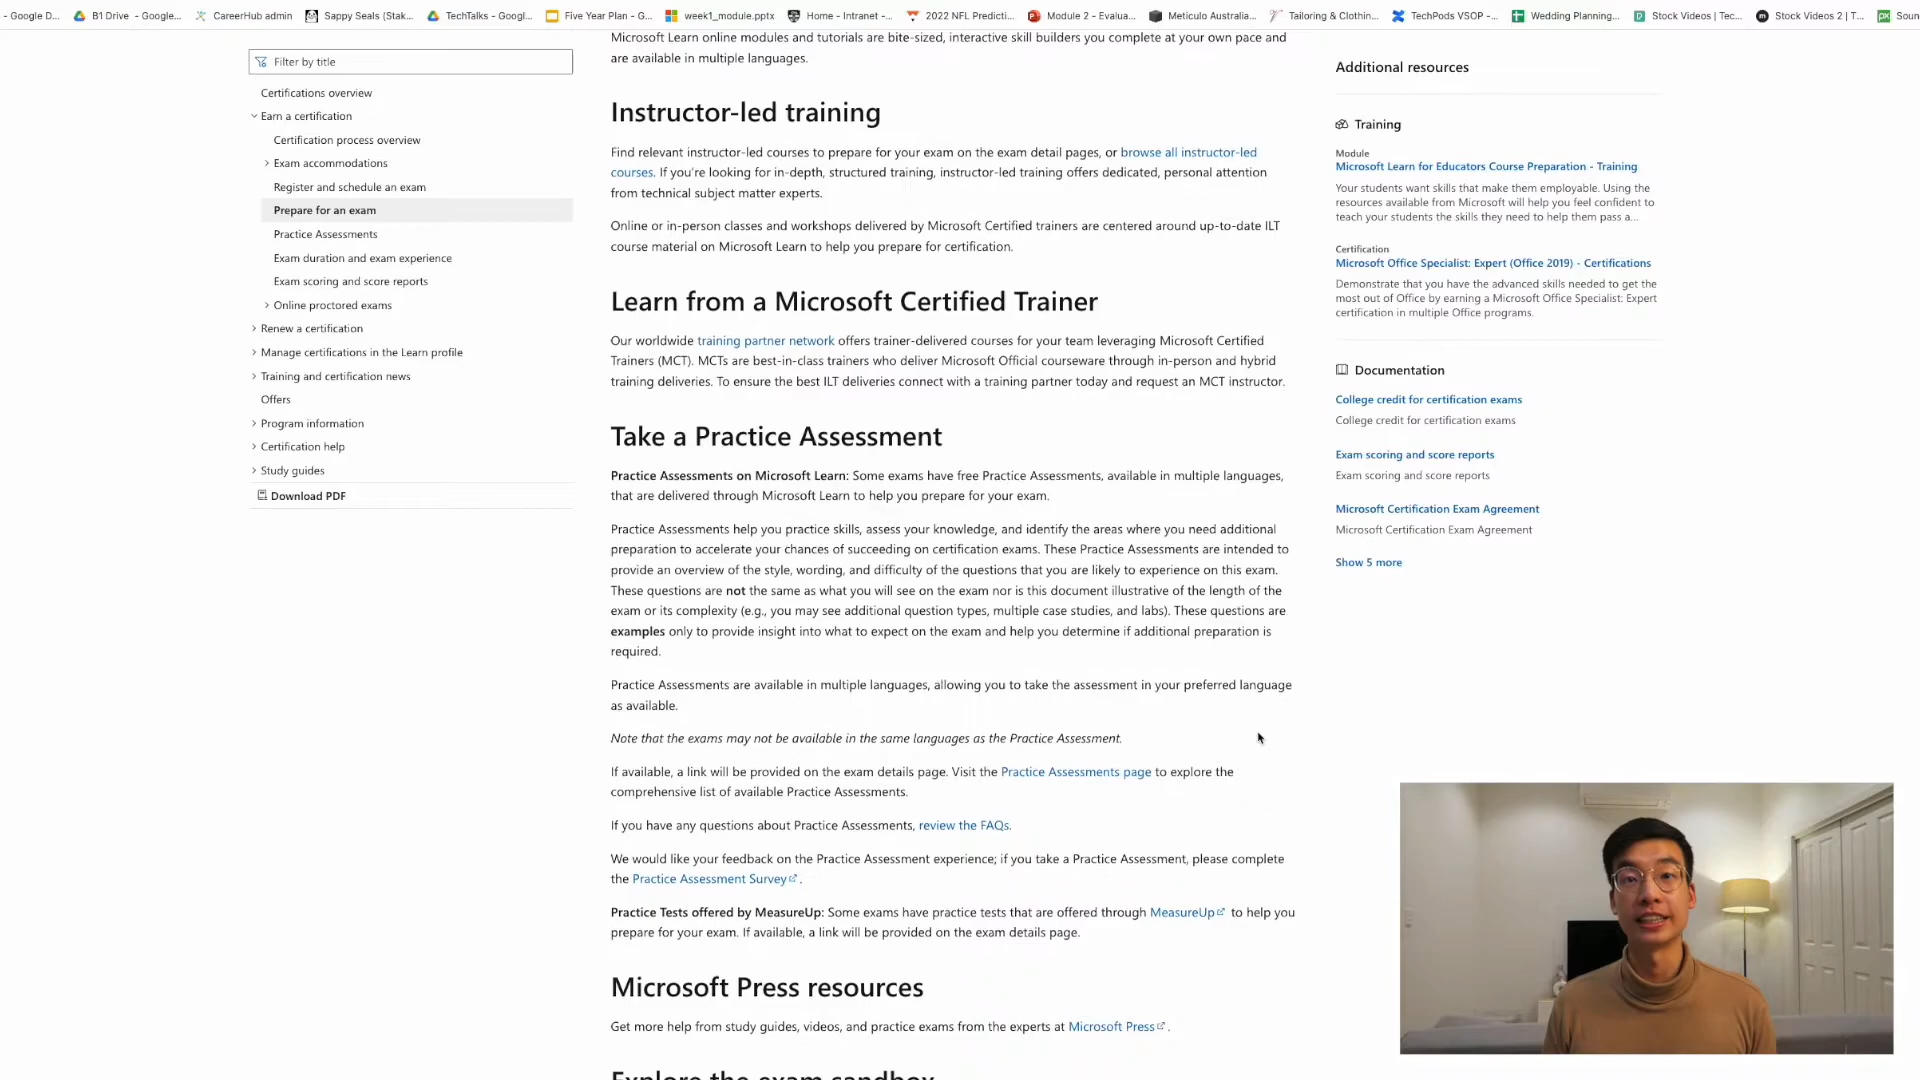 - Google D...
B1 Drive - Google...
CareerHub admin
Sappy Seals (Stak...
TechTalks - Googl...
Five Year Plan - G...
week1_module.pptx
Home - Intranet -...
2022 NFL Predicti...
Module 2 - Evalua...
Meticulo Australia...
Tailoring & Clothin...
TechPods VSOP -...
Wedding Planning...
Stock Videos | Tec...
Stock Videos 2 | T...
Soun
Filter by title
Certifications overview
Earn a certification
Certification process overview
Exam accommodations
Register and schedule an exam
Prepare for an exam
Practice Assessments
Exam duration and exam experience
Exam scoring and score reports
Online proctored exams
Renew a certification
Manage certifications in the Learn profile
Training and certification news
Offers
Program information
Certification help
Study guides
Download PDF
Microsoft Learn online modules and tutorials are bite-sized, interactive skill builders you complete at your own pace and
are available in multiple languages.
Instructor-led training
Find relevant instructor-led courses to prepare for your exam on the exam detail pages, or browse all instructor-led
courses. If you're looking for in-depth, structured training, instructor-led training offers dedicated, personal attention
from technical subject matter experts.
Online or in-person classes and workshops delivered by Microsoft Certified trainers are centered around up-to-date ILT
course material on Microsoft Learn to help you prepare for certification.
Learn from a Microsoft Certified Trainer
Our worldwide training partner network offers trainer-delivered courses for your team leveraging Microsoft Certified
Trainers (MCT). MCTs are best-in-class trainers who deliver Microsoft Official courseware through in-person and hybrid
training deliveries. To ensure the best ILT deliveries connect with a training partner today and request an MCT instructor.
Take a Practice Assessment
Practice Assessments on Microsoft Learn: Some exams have free Practice Assessments, available in multiple languages,
that are delivered through Microsoft Learn to help you prepare for your exam.
Practice Assessments help you practice skills, assess your knowledge, and identify the areas where you need additional
preparation to accelerate your chances of succeeding on certification exams. These Practice Assessments are intended to
provide an overview of the style, wording, and difficulty of the questions that you are likely to experience on this exam.
These questions are not the same as what you will see on the exam nor is this document illustrative of the length of the
exam or its complexity (e.g., you may see additional question types, multiple case studies, and labs). These questions are
examples only to provide insight into what to expect on the exam and help you determine if additional preparation is
required.
Practice Assessments are available in multiple languages, allowing you to take the assessment in your preferred language
as available.
Note that the exams may not be available in the same languages as the Practice Assessment.
If available, a link will be provided on the exam details page. Visit the Practice Assessments page to explore the
comprehensive list of available Practice Assessments.
If you have any questions about Practice Assessments, review the FAQs.
We would like your feedback on the Practice Assessment experience; if you take a Practice Assessment, please complete
the Practice Assessment Survey.
Practice Tests offered by MeasureUp: Some exams have practice tests that are offered through MeasureUp to help you
prepare for your exam. If available, a link will be provided on the exam details page.
Microsoft Press resources
Get more help from study guides, videos, and practice exams from the experts at Microsoft Press.
Explore the exam sandbox
Additional resources
Training
Module
Microsoft Learn for Educators Course Preparation - Training
Your students want skills that make them employable. Using the
resources available from Microsoft will help you feel confident to
teach your students the skills they need to help them pass a...
Certification
Microsoft Office Specialist: Expert (Office 2019) - Certifications
Demonstrate that you have the advanced skills needed to get the
most out of Office by earning a Microsoft Office Specialist: Expert
certification in multiple Office programs.
Documentation
College credit for certification exams
College credit for certification exams
Exam scoring and score reports
Exam scoring and score reports
Microsoft Certification Exam Agreement
Microsoft Certification Exam Agreement
Show 5 more